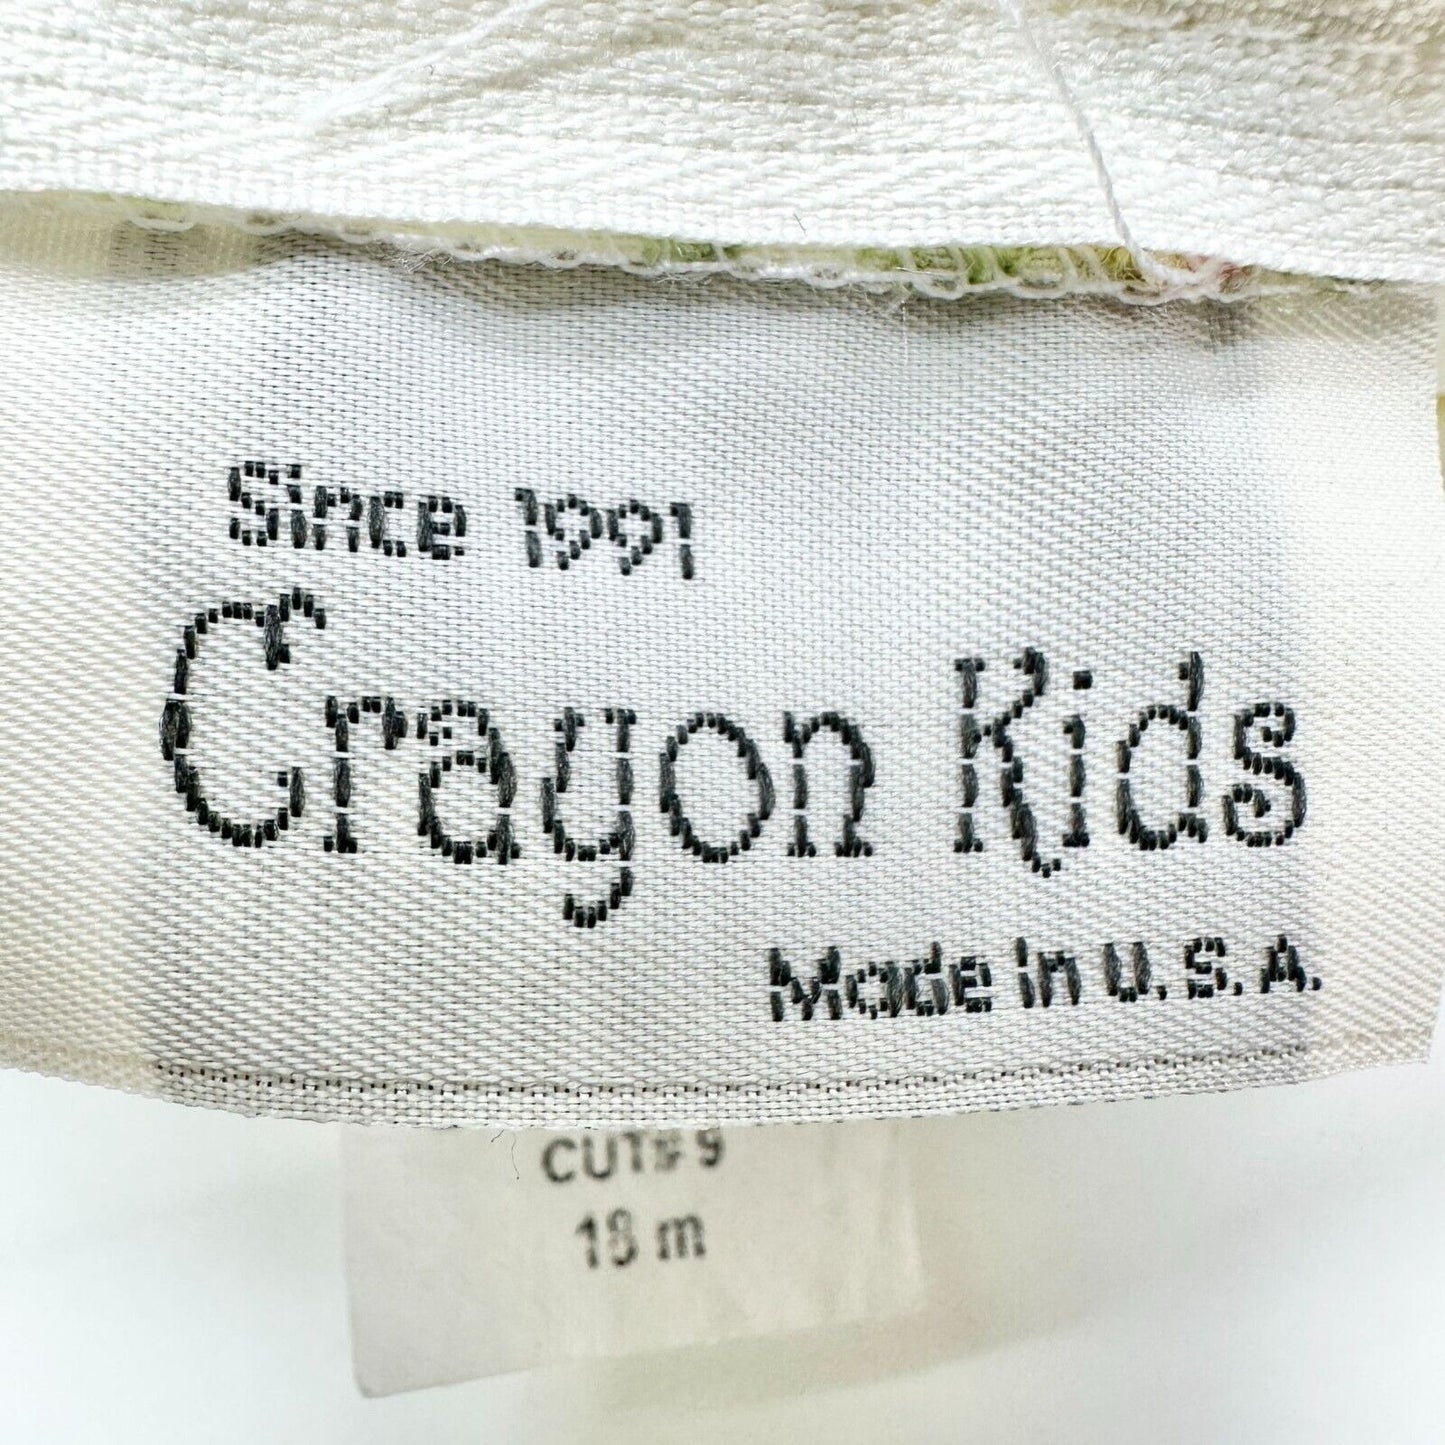 Since 1991
Crayon Kids
Made in U.S.A.
CUT# 9
18 m